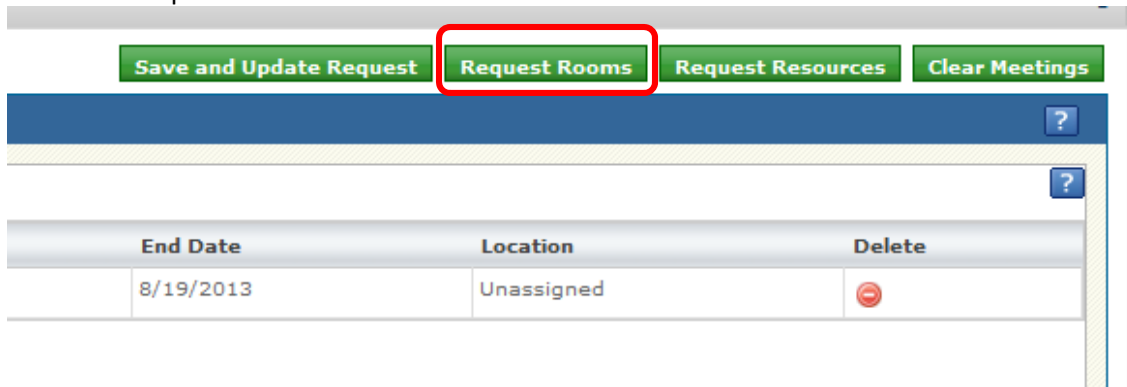 Save and Update Request Request Rooms Request Resources Clear Meetings
?
?
End Date Location Delete
8/19/2013 Unassigned